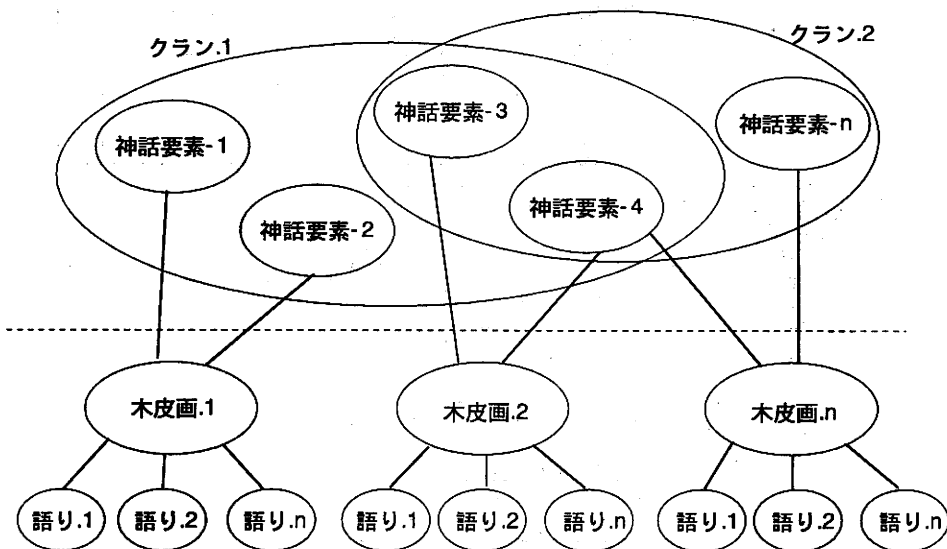 クラン.1
クラン.2
神話要素-1
神話要素-3
神話要素-n
神話要素-2
神話要素-4
木皮画.1
木皮画.2
木皮画.n
語り.1
語り.2
語り.n
語り.1
語り.2
語り.n
語り.1
語り.2
語り.n